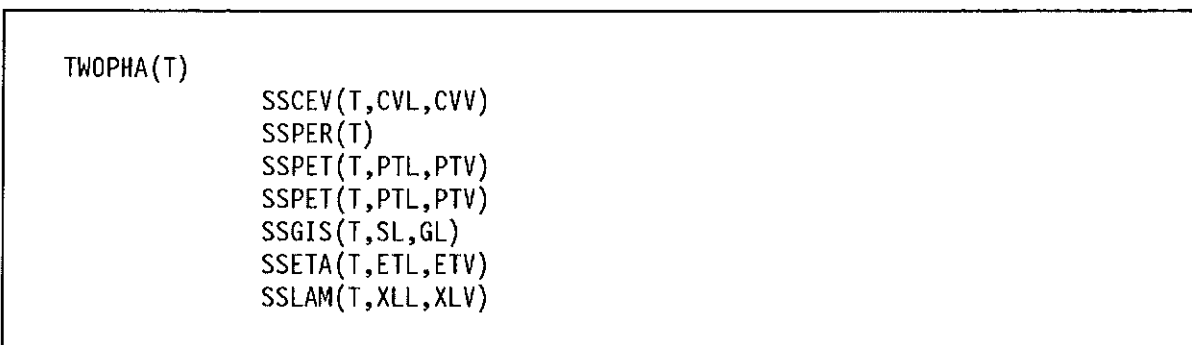 TWOPHA(T)
SSCEV(T,CVL,CVV)
SSPER(T)
SSPET(T,PTL,PTV)
SSPET(T,PTL,PTV)
SSGIS(T,SL,GL)
SSETA(T,ETL,ETV)
SSLAM(T,XLL,XLV)